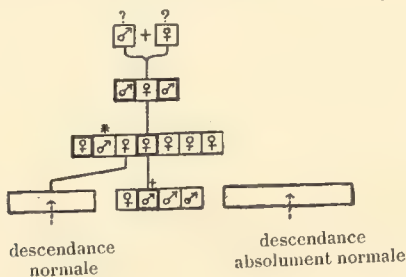 ? ?
♂ + ♀
♂ ♀ ♂
*
♀ ♂ ♀ ♀ ♀ ♀ ♀
+
♀ ♂ ♂ ♂
descendance
normale
descendance
absolument normale